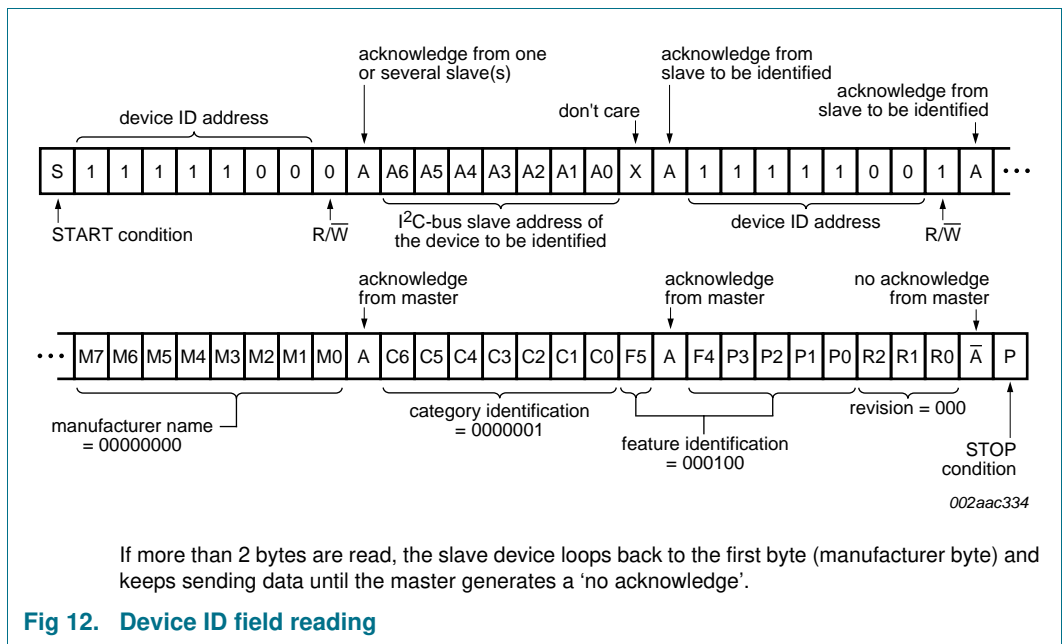 acknowledge from one
or several slave(s)
acknowledge from
slave to be identified
acknowledge from
slave to be identified
device ID address
don't care
S 1 1 1 1 1 0 0 0 A A6 A5 A4 A3 A2 A1 A0 X A 1 1 1 1 1 0 0 1 A •••
START condition
R/W̅
I²C-bus slave address of
the device to be identified
device ID address
R/W̅
acknowledge
from master
acknowledge
from master
no acknowledge
from master
••• M7 M6 M5 M4 M3 M2 M1 M0 A C6 C5 C4 C3 C2 C1 C0 F5 A F4 P3 P2 P1 P0 R2 R1 R0 A̅ P
manufacturer name
= 00000000
category identification
= 0000001
feature identification
= 000100
revision = 000
STOP
condition
002aac334
If more than 2 bytes are read, the slave device loops back to the first byte (manufacturer byte) and
keeps sending data until the master generates a ‘no acknowledge’.
Fig 12. Device ID field reading